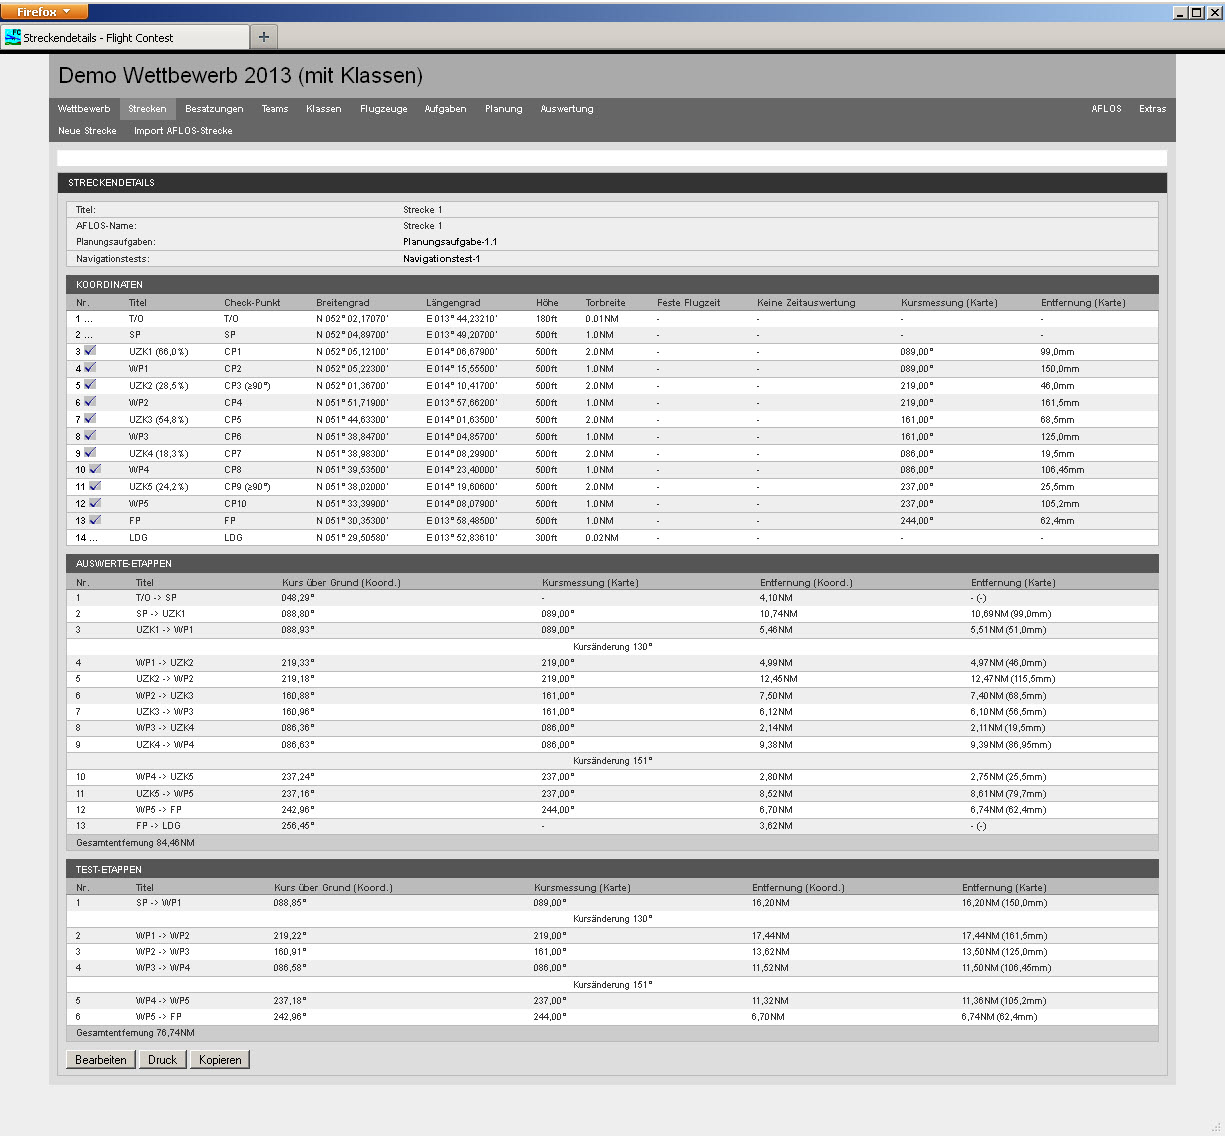 Firefox
Streckendetails - Flight Contest
Demo Wettbewerb 2013 (mit Klassen)
Wettbewerb Strecken Besatzungen Teams Klassen Flugzeuge Aufgaben Planung Auswertung AFLOS Extras
Neue Strecke Import AFLOS-Strecke
STRECKENDETAILS
Titel: Strecke 1
AFLOS-Name: Strecke 1
Planungsaufgaben: Planungsaufgabe-1.1
Navigationstests: Navigationstest-1
KOORDINATEN
Nr. Titel Check-Punkt Breitengrad Längengrad Höhe Torbreite Feste Flugzeit Keine Zeitauswertung Kursmessung (Karte) Entfernung (Karte)
1 ... T/O T/O N 052° 02,17070' E 013° 44,23210' 180ft 0.01NM - - - -
2 ... SP SP N 052° 04,89700' E 013° 49,20700' 500ft 1.0NM - - - -
3 UZK1 (66,0%) CP1 N 052° 05,12100' E 014° 06,67900' 500ft 2.0NM - - 089,00° 99,0mm
4 WP1 CP2 N 052° 05,22300' E 014° 15,55500' 500ft 1.0NM - - 089,00° 150,0mm
5 UZK2 (28,5%) CP3 (≥90°) N 052° 01,36700' E 014° 10,41700' 500ft 2.0NM - - 219,00° 46,0mm
6 WP2 CP4 N 051° 51,71900' E 013° 57,66200' 500ft 1.0NM - - 219,00° 161,5mm
7 UZK3 (54,8%) CP5 N 051° 44,63300' E 014° 01,63500' 500ft 2.0NM - - 161,00° 68,5mm
8 WP3 CP6 N 051° 38,84700' E 014° 04,85700' 500ft 1.0NM - - 161,00° 125,0mm
9 UZK4 (18,3%) CP7 N 051° 38,98300' E 014° 08,29900' 500ft 2.0NM - - 086,00° 19,5mm
10 WP4 CP8 N 051° 39,53500' E 014° 23,40000' 500ft 1.0NM - - 086,00° 106,45mm
11 UZK5 (24,2%) CP9 (≥90°) N 051° 38,02000' E 014° 19,60600' 500ft 2.0NM - - 237,00° 25,5mm
12 WP5 CP10 N 051° 33,39900' E 014° 08,07900' 500ft 1.0NM - - 237,00° 105,2mm
13 FP FP N 051° 30,35300' E 013° 58,48500' 500ft 1.0NM - - 244,00° 62,4mm
14 ... LDG LDG N 051° 29,50580' E 013° 52,83610' 300ft 0.02NM - - - -
AUSWERTE-ETAPPEN
Nr. Titel Kurs über Grund (Koord.) Kursmessung (Karte) Entfernung (Koord.) Entfernung (Karte)
1 T/O -> SP 048,29° - 4,10NM - (-)
2 SP -> UZK1 088,80° 089,00° 10,74NM 10,69NM (99,0mm)
3 UZK1 -> WP1 088,93° 089,00° 5,46NM 5,51NM (51,0mm)
Kursänderung 130°
4 WP1 -> UZK2 219,33° 219,00° 4,99NM 4,97NM (46,0mm)
5 UZK2 -> WP2 219,18° 219,00° 12,45NM 12,47NM (115,5mm)
6 WP2 -> UZK3 160,88° 161,00° 7,50NM 7,40NM (68,5mm)
7 UZK3 -> WP3 160,96° 161,00° 6,12NM 6,10NM (56,5mm)
8 WP3 -> UZK4 086,36° 086,00° 2,14NM 2,11NM (19,5mm)
9 UZK4 -> WP4 086,63° 086,00° 9,38NM 9,39NM (86,95mm)
Kursänderung 151°
10 WP4 -> UZK5 237,24° 237,00° 2,80NM 2,75NM (25,5mm)
11 UZK5 -> WP5 237,16° 237,00° 8,52NM 8,61NM (79,7mm)
12 WP5 -> FP 242,96° 244,00° 6,70NM 6,74NM (62,4mm)
13 FP -> LDG 256,45° - 3,62NM - (-)
Gesamtentfernung 84,46NM
TEST-ETAPPEN
Nr. Titel Kurs über Grund (Koord.) Kursmessung (Karte) Entfernung (Koord.) Entfernung (Karte)
1 SP -> WP1 088,85° 089,00° 16,20NM 16,20NM (150,0mm)
Kursänderung 130°
2 WP1 -> WP2 219,22° 219,00° 17,44NM 17,44NM (161,5mm)
3 WP2 -> WP3 160,91° 161,00° 13,62NM 13,50NM (125,0mm)
4 WP3 -> WP4 086,58° 086,00° 11,52NM 11,50NM (106,45mm)
Kursänderung 151°
5 WP4 -> WP5 237,18° 237,00° 11,32NM 11,36NM (105,2mm)
6 WP5 -> FP 242,96° 244,00° 6,70NM 6,74NM (62,4mm)
Gesamtentfernung 76,74NM
Bearbeiten Druck Kopieren